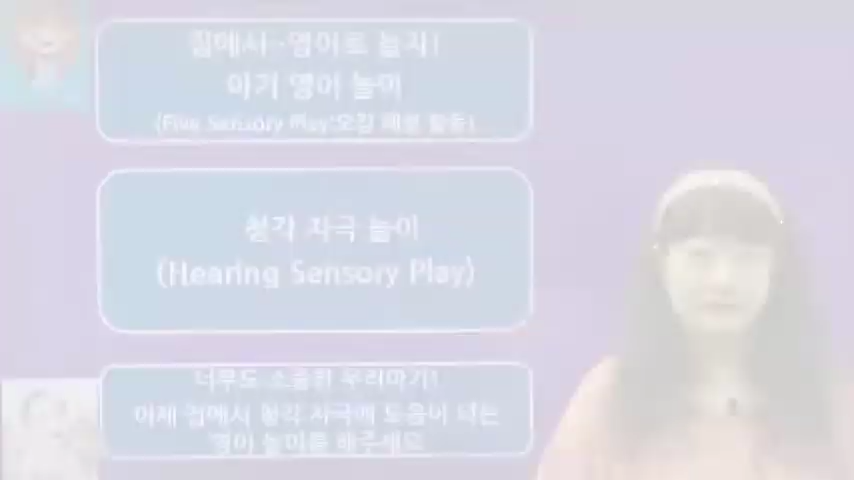 집에서~영어로 놀자!
아기 영어 놀이
(Five Sensory Play:오감 발달 활동)
청각 자극 놀이
(Hearing Sensory Play)
너무도 소중한 우리아기!
이제 집에서 청각 자극에 도움이 되는
영어 놀이를 해주세요